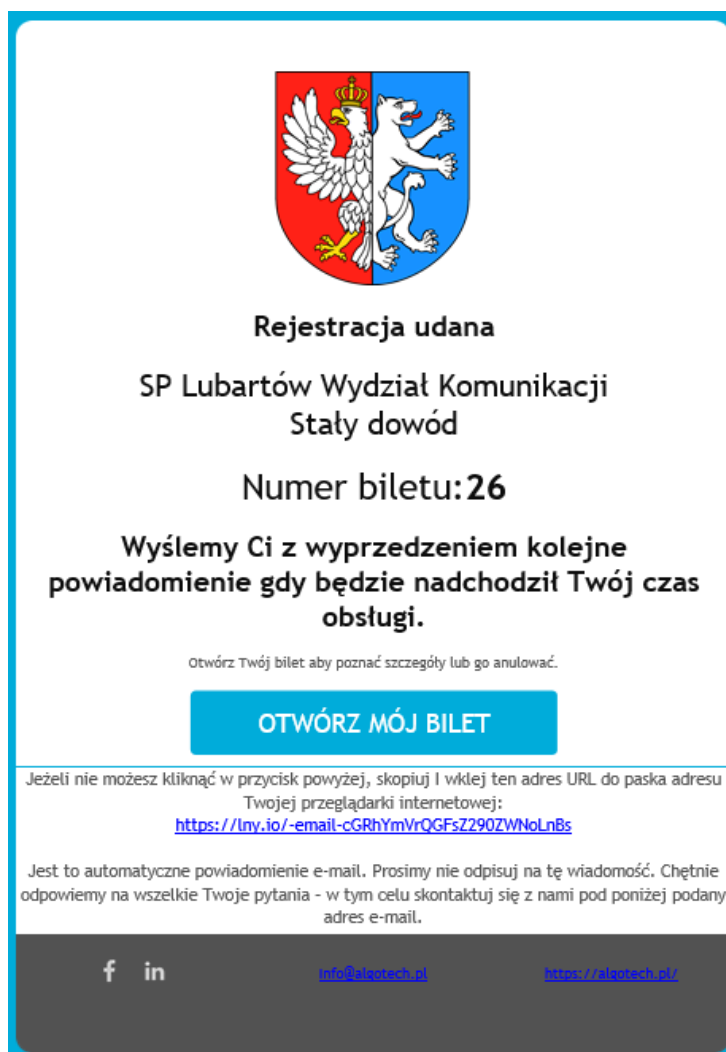 Rejestracja udana
SP Lubartów Wydział Komunikacji
Stały dowód
Numer biletu: 26
Wyślemy Ci z wyprzedzeniem kolejne
powiadomienie gdy będzie nadchodził Twój czas
obsługi.
Otwórz Twój bilet aby poznać szczegóły lub go anulować.
OTWÓRZ MÓJ BILET
Jeżeli nie możesz kliknąć w przycisk powyżej, skopiuj I wklej ten adres URL do paska adresu
Twojej przeglądarki internetowej:
https://lny.io/-email-cGRhYmVrQGFsZ290ZWNoLnBs
Jest to automatyczne powiadomienie e-mail. Prosimy nie odpisuj na tę wiadomość. Chętnie
odpowiemy na wszelkie Twoje pytania - w tym celu skontaktuj się z nami pod poniżej podany
adres e-mail.
f in info@algotech.pl https://algotech.pl/